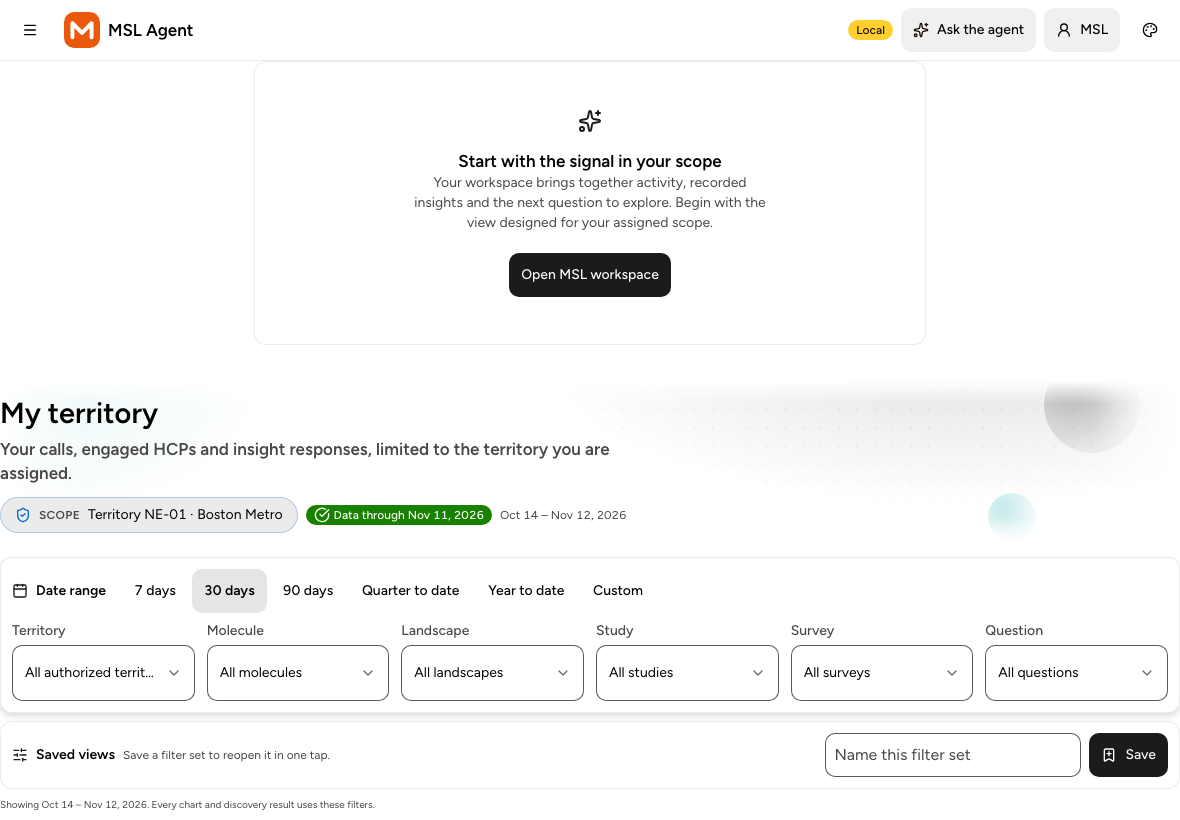 MSL Agent
Local
Ask the agent
MSL
Start with the signal in your scope
Your workspace brings together activity, recorded
insights and the next question to explore. Begin with the
view designed for your assigned scope.
Open MSL workspace
My territory
Your calls, engaged HCPs and insight responses, limited to the territory you are
assigned.
SCOPE Territory NE-01 · Boston Metro
Data through Nov 11, 2026
Oct 14 – Nov 12, 2026
Date range
7 days
30 days
90 days
Quarter to date
Year to date
Custom
Territory
Molecule
Landscape
Study
Survey
Question
All authorized territ...
All molecules
All landscapes
All studies
All surveys
All questions
Saved views
Save a filter set to reopen it in one tap.
Name this filter set
Save
Showing Oct 14 – Nov 12, 2026. Every chart and discovery result uses these filters.